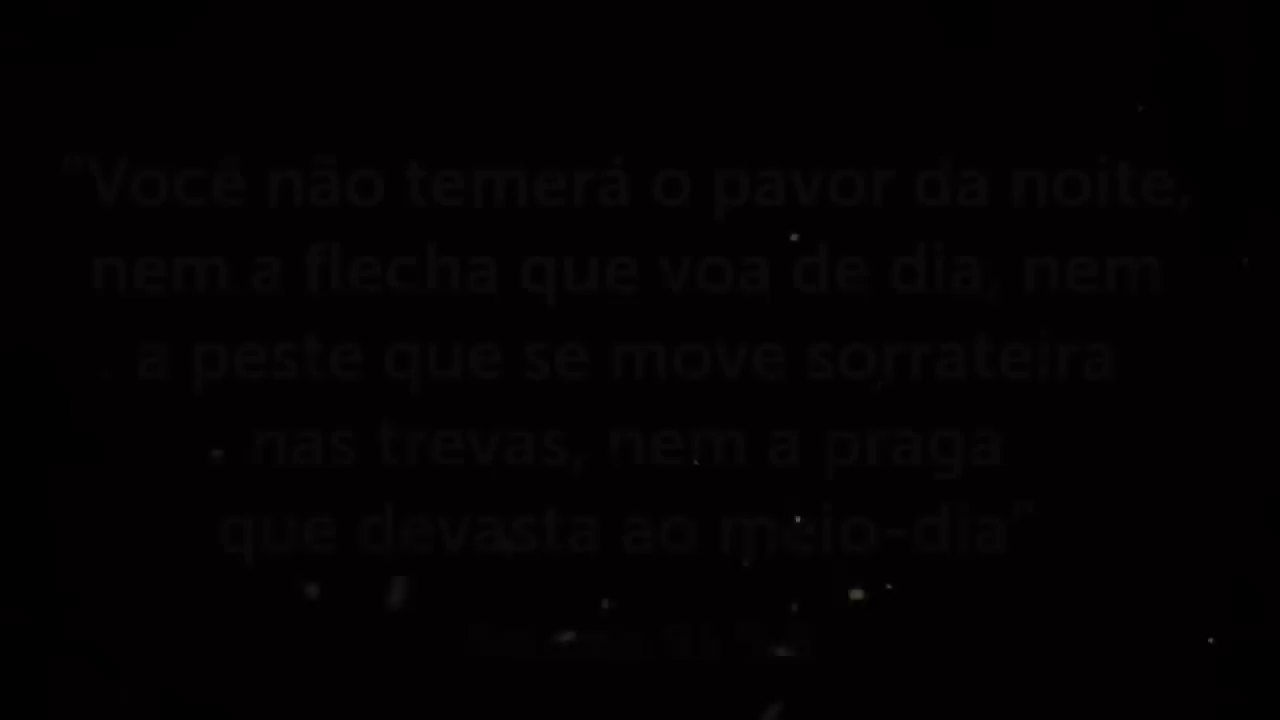 "Você não temerá o pavor da noite,
nem a flecha que voa de dia, nem
a peste que se move sorrateira
nas trevas, nem a praga
que devasta ao meio-dia"